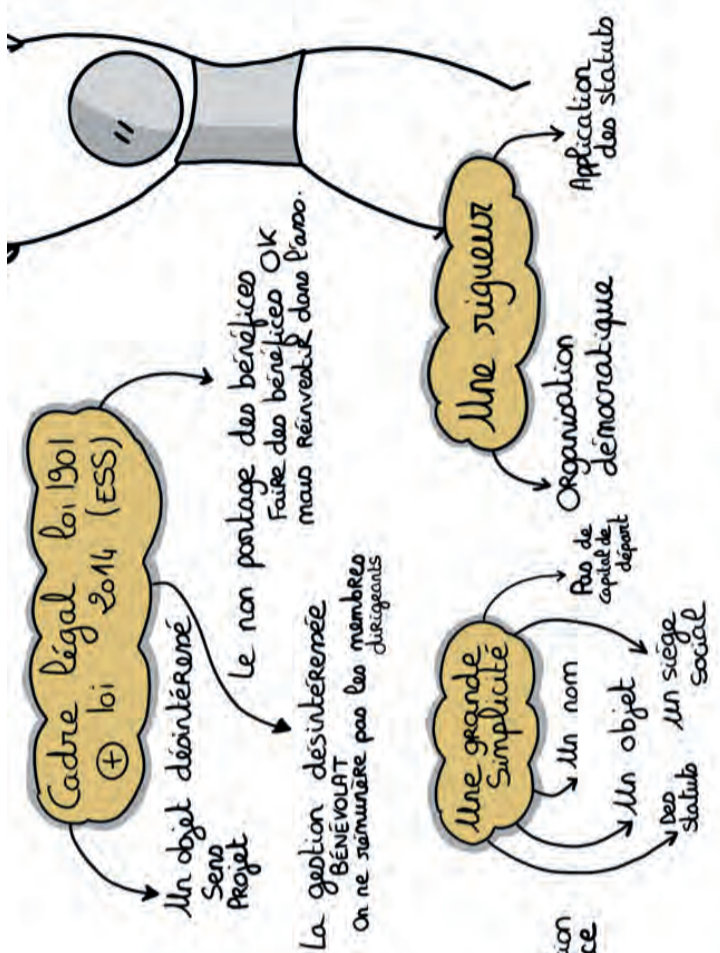 Cadre légal loi 1901
+ loi 2014 (ESS)
Un objet désintéressé
Sens
Projet
La gestion désintéressée
BÉNÉVOLAT
On ne rémunère pas les membres
dirigeants
Le non partage des bénéfices
Faire des bénéfices OK
mais Réinvestir dans l'asso.
Une grande
Simplicité
Des
statuts
Un objet
Un nom
Un siège
Social
Pas de
capital de
départ
Une rigueur
Organisation
démocratique
Application
des statuts